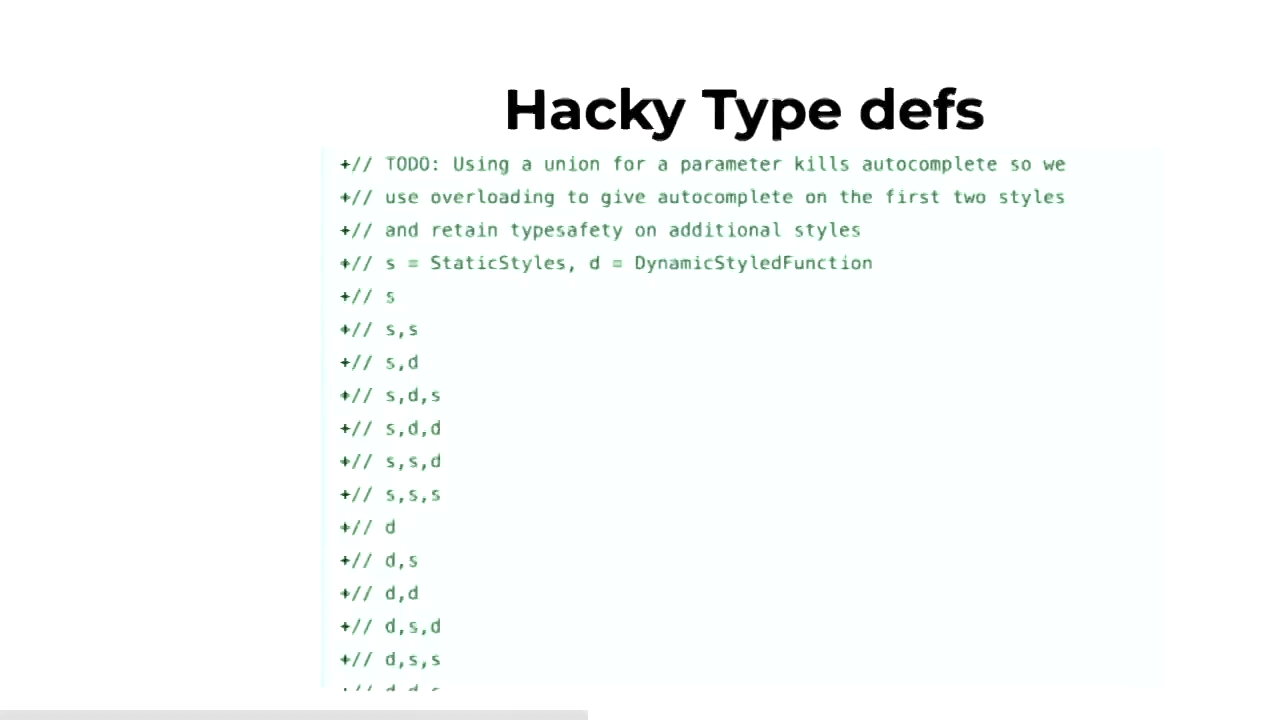 Hacky Type defs
+// TODO: Using a union for a parameter kills autocomplete so we
+// use overloading to give autocomplete on the first two styles
+// and retain typesafety on additional styles
+// s = StaticStyles, d = DynamicStyledFunction
+// s
+// s,s
+// s,d
+// s,d,s
+// s,d,d
+// s,s,d
+// s,s,s
+// d
+// d,s
+// d,d
+// d,s,d
+// d,s,s